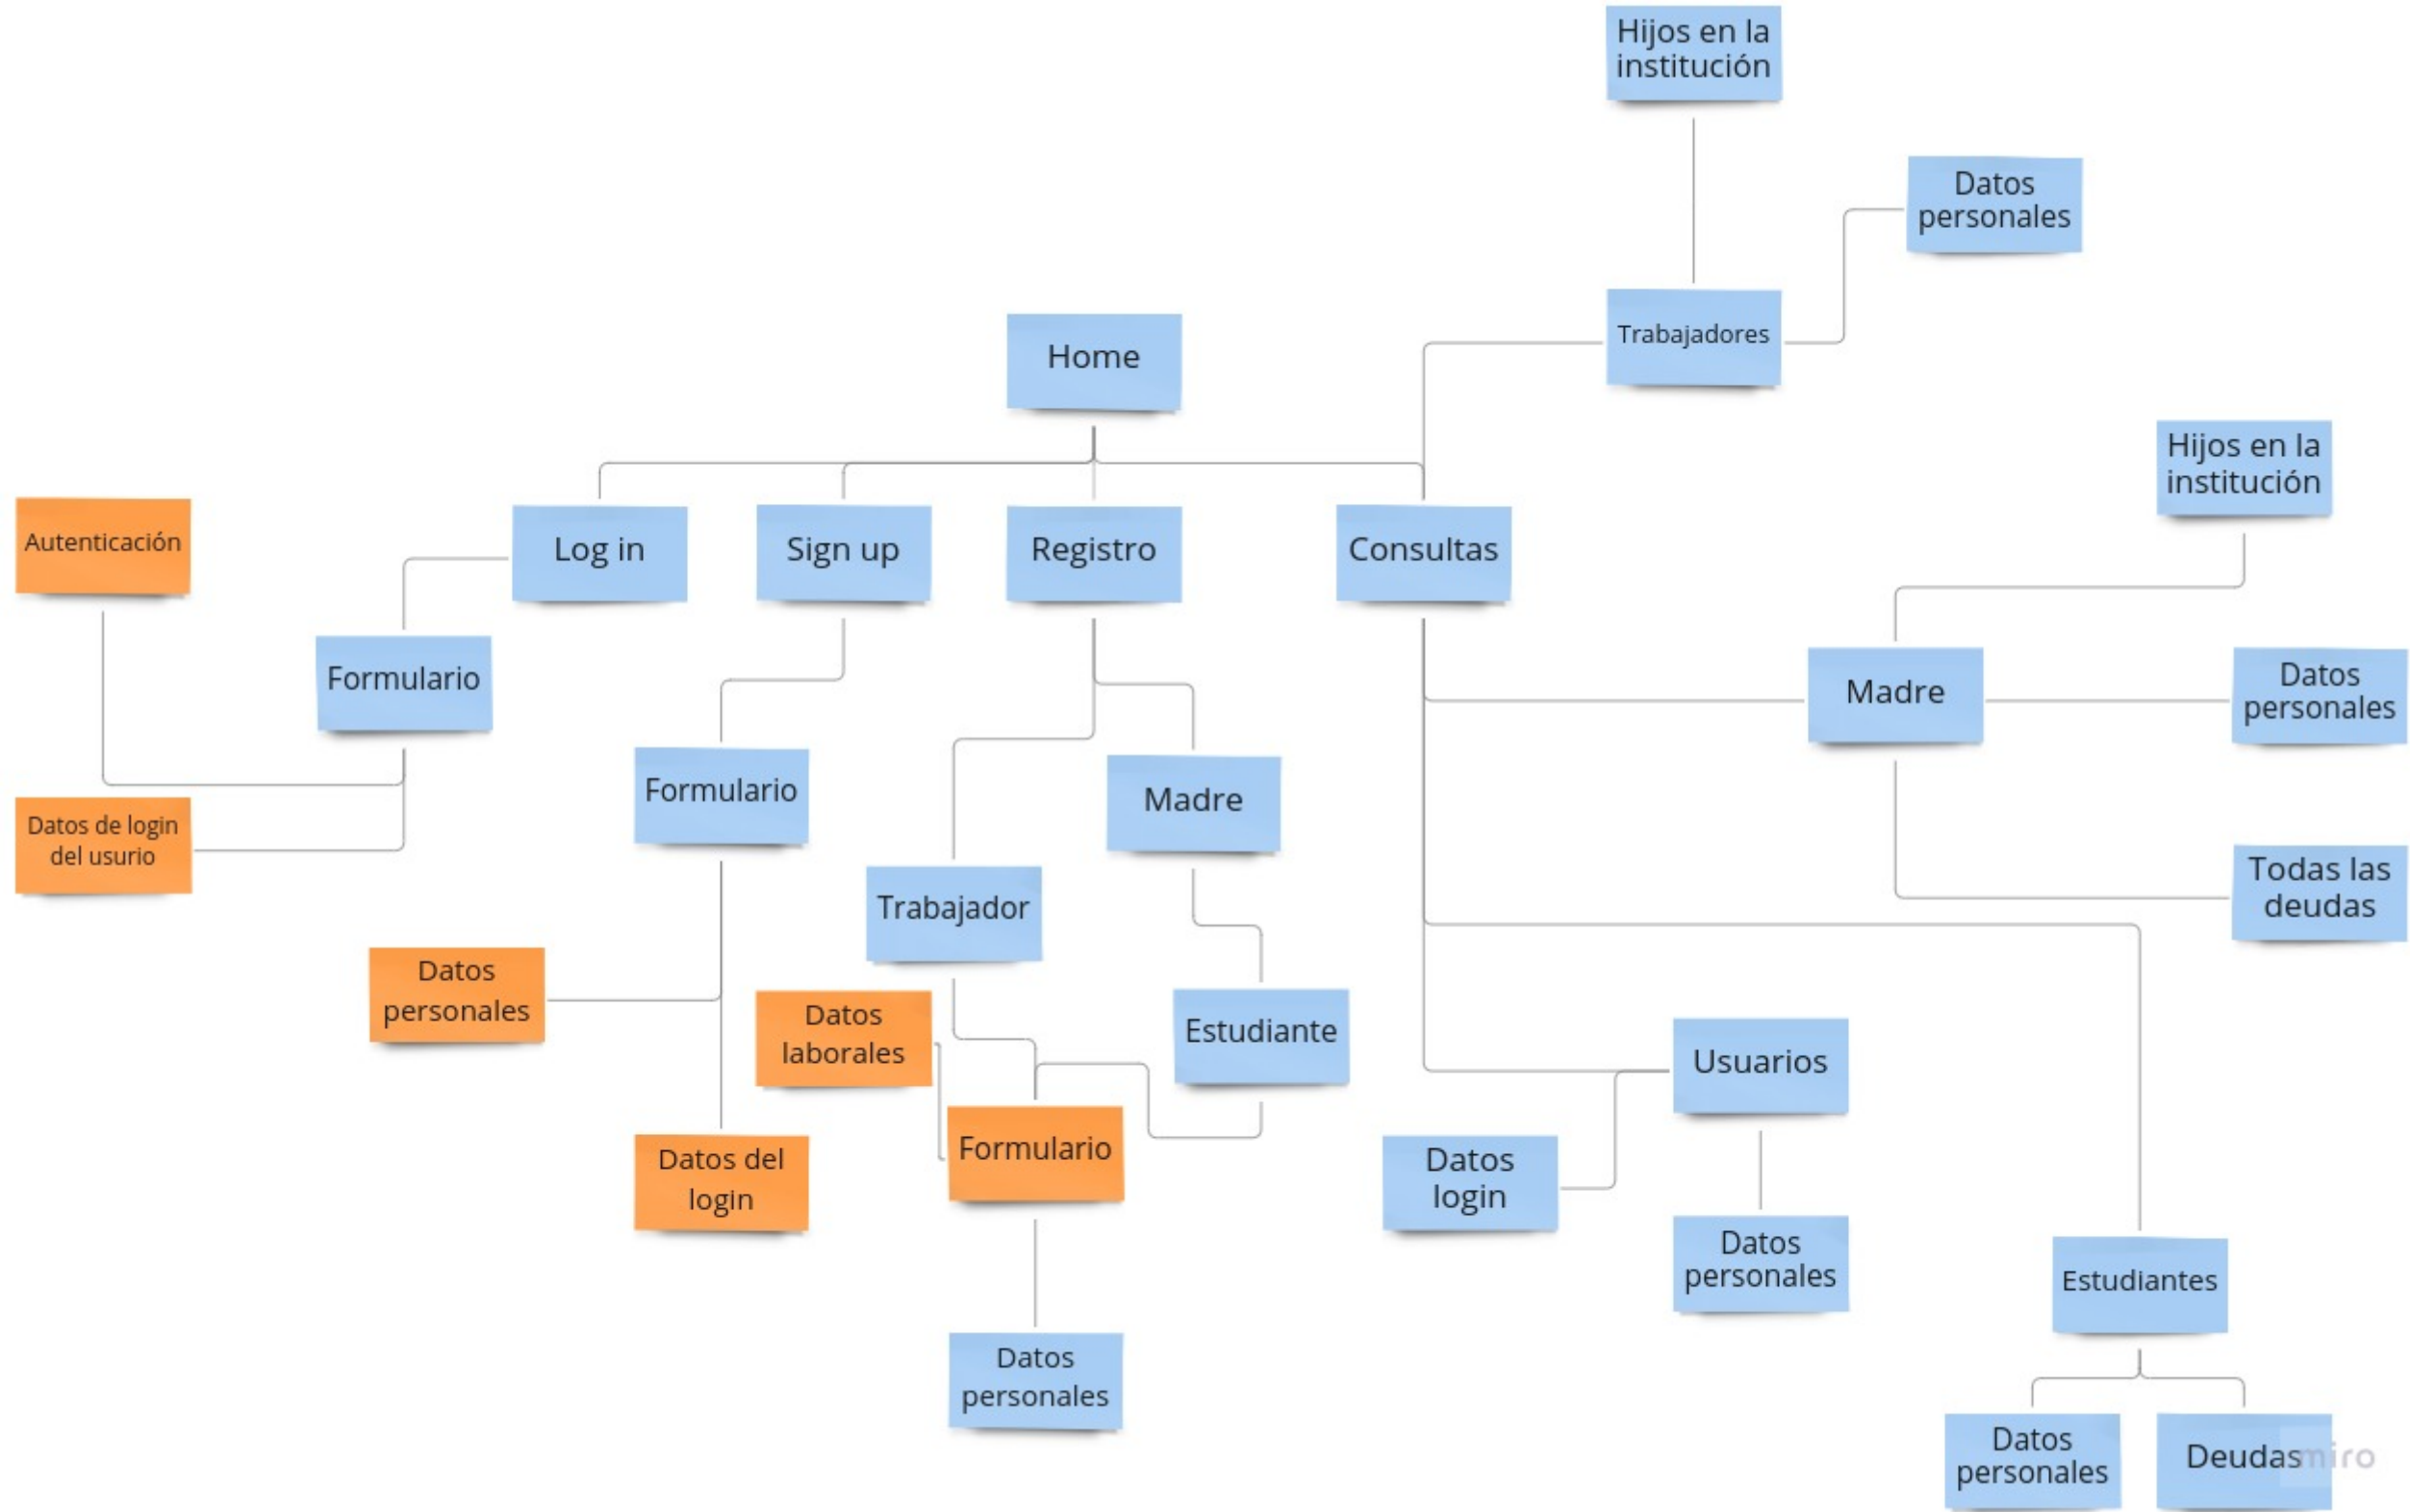 Hijos en la
institución
Datos
personales
Trabajadores
Home
Hijos en la
institución
Autenticación
Log in
Sign up
Registro
Consultas
Formulario
Madre
Datos
personales
Formulario
Madre
Datos de login
del usurio
Trabajador
Todas las
deudas
Datos
personales
Datos
laborales
Estudiante
Usuarios
Formulario
Datos del
login
Datos
login
Datos
personales
Estudiantes
Datos
personales
Datos
personales
Deudas
miro